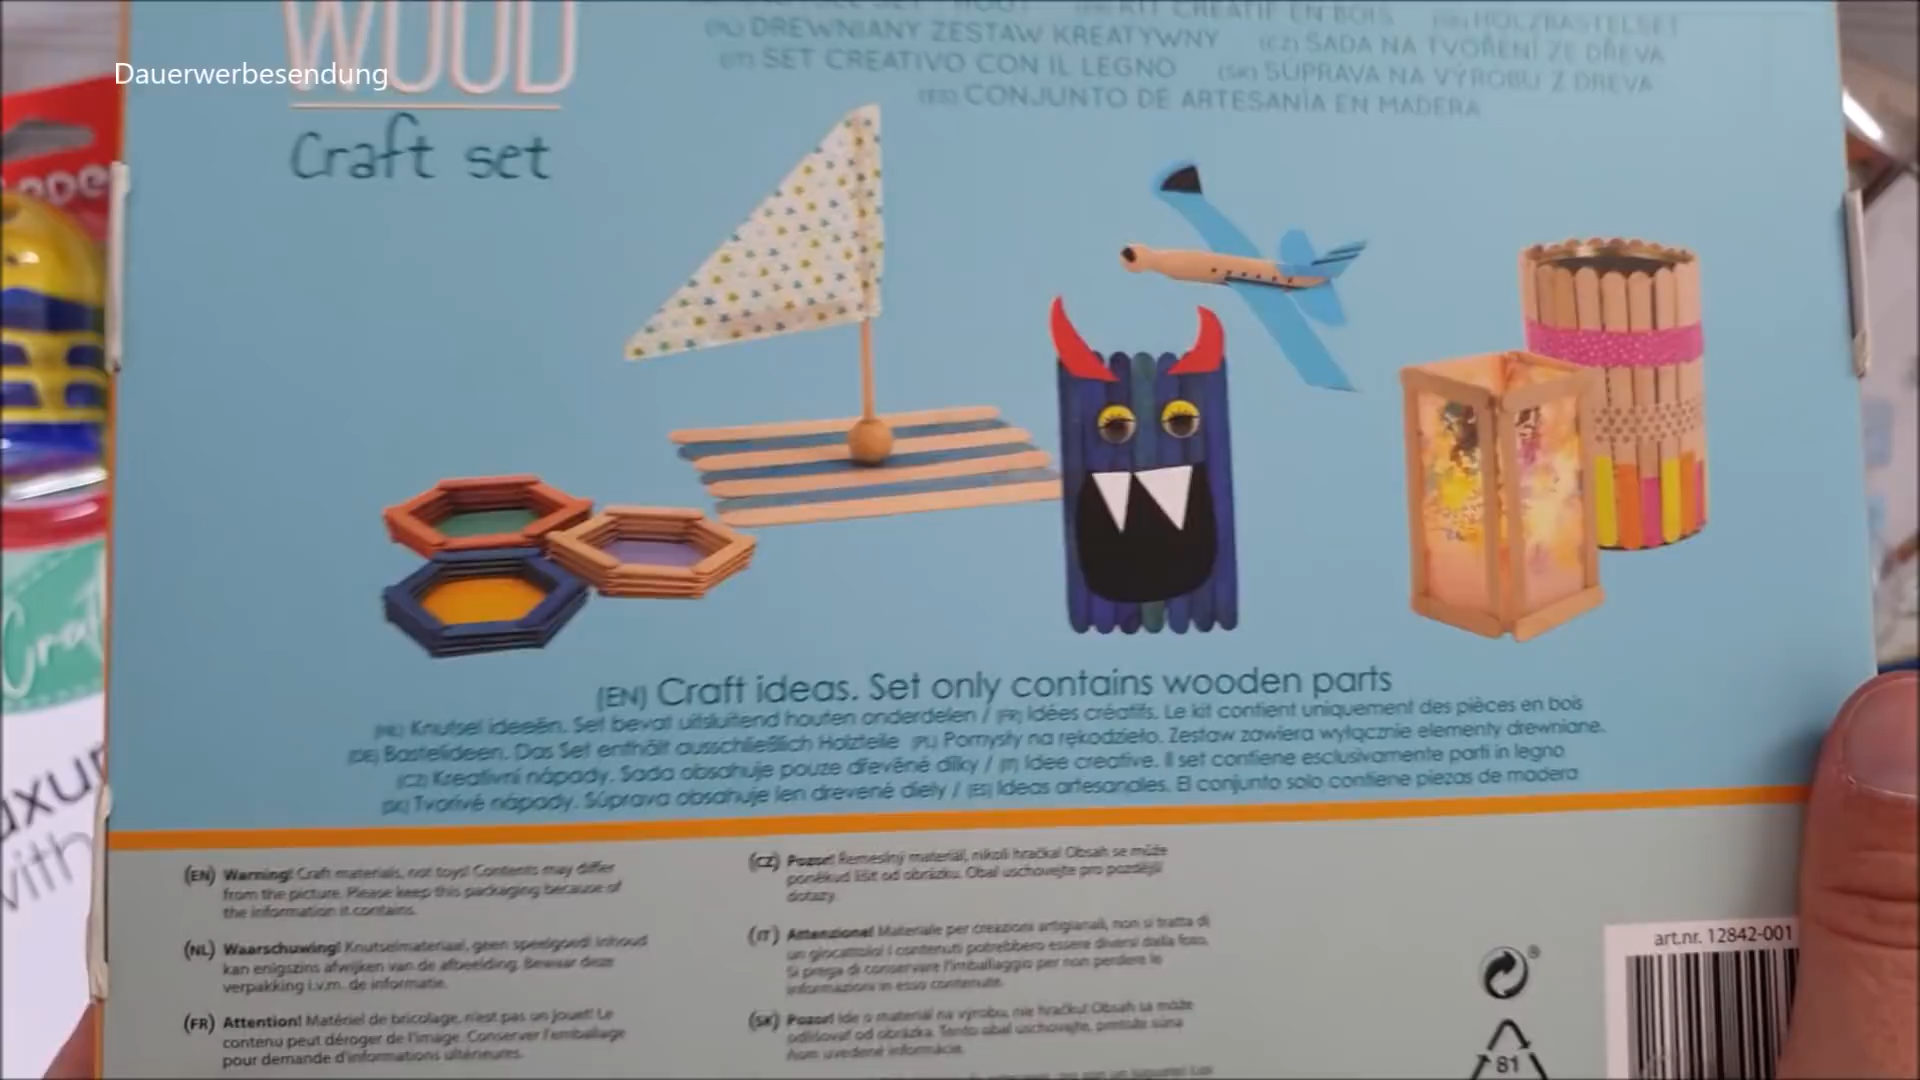 WOOD
Dauerwerbesendung
Craft set
(FR) KIT CRÉATIF EN BOIS (DE) HOLZBASTELSET
(PL) DREWNIANY ZESTAW KREATYWNY (CZ) SADA NA TVOŘENÍ ZE DŘEVA
(IT) SET CREATIVO CON IL LEGNO (SK) SÚPRAVA NA VÝROBU Z DREVA
(ES) CONJUNTO DE ARTESANÍA EN MADERA
(EN) Craft ideas. Set only contains wooden parts
(NL) Knutsel ideeën. Set bevat uitsluitend houten onderdelen / (FR) Idées créatifs. Le kit contient uniquement des pièces en bois
(DE) Bastelideen. Das Set enthält ausschließlich Holzteile (PL) Pomysły na rękodzieło. Zestaw zawiera wyłącznie elementy drewniane.
(CZ) Kreativní nápady. Sada obsahuje pouze dřevěné dílky / (IT) Idee creative. Il set contiene esclusivamente parti in legno
(SK) Tvorivé nápady. Súprava obsahuje len drevené diely / (ES) Ideas artesanales. El conjunto solo contiene piezas de madera
(EN) Warning! Craft materials, not toys! Contents may differ
from the picture. Please keep this packaging because of
the information it contains.
(NL) Waarschuwing! Knutselmateriaal, geen speelgoed! Inhoud
kan enigszins afwijken van de afbeelding. Bewaar deze
verpakking i.v.m. de informatie.
(FR) Attention! Matériel de bricolage, n'est pas un jouet! Le
contenu peut déroger de l'image. Conserver l'emballage
pour demande d'informations ultérieures.
(CZ) Pozor! Řemeslný materiál, nikoli hračka! Obsah se může
poněkud lišit od obrázku. Obal uschovejte pro pozdější
dotazy.
(IT) Attenzione! Materiale per creazioni artigianali, non si tratta di
un giocattolo! I contenuti potrebbero essere diversi dalla foto.
Si prega di conservare l'imballaggio per non perdere le
informazioni in esso contenute.
(SK) Pozor! Ide o materiál na výrobu, nie hračku! Obsah sa môže
odlišovať od obrázka. Tento obal uschovajte, pretože sú na
ňom uvedené informácie.
art.nr. 12842-001
81